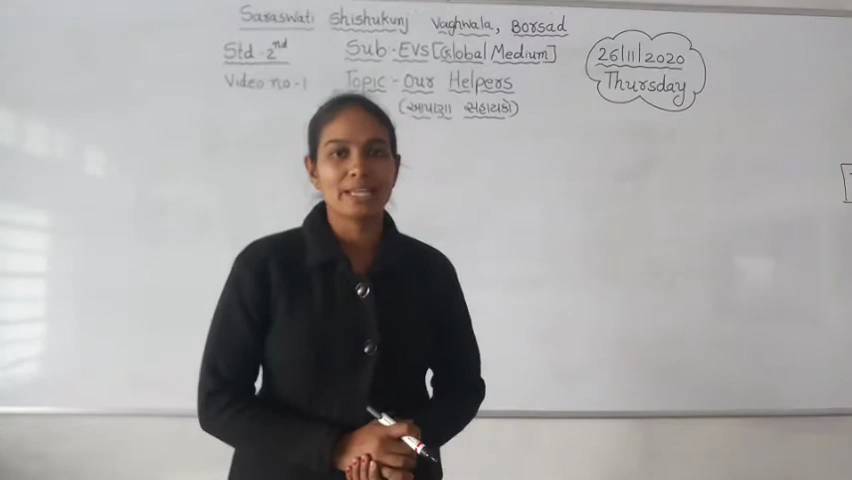 Saraswati Shishukunj Vaghwala, Borsad
Std - 2nd Sub - EVS [Global Medium]
Video no - 1 Topic - Our Helpers
(આપણા સહાયકો)
26/11/2020
Thursday